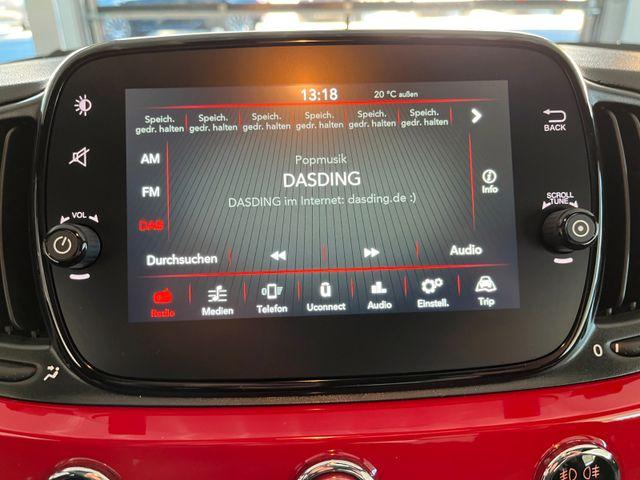 13:18 20 °C außen
Speich. gedr. halten
Speich. gedr. halten
Speich. gedr. halten
Speich. gedr. halten
Speich. gedr. halten
Speich. gedr. halten
AM
FM
DAB
Popmusik
DASDING
DASDING im Internet: dasding.de :)
Info
Durchsuchen
Audio
Radio
Medien
Telefon
Uconnect
Audio
Einstell.
Trip
VOL
BACK
SCROLL
TUNE
0